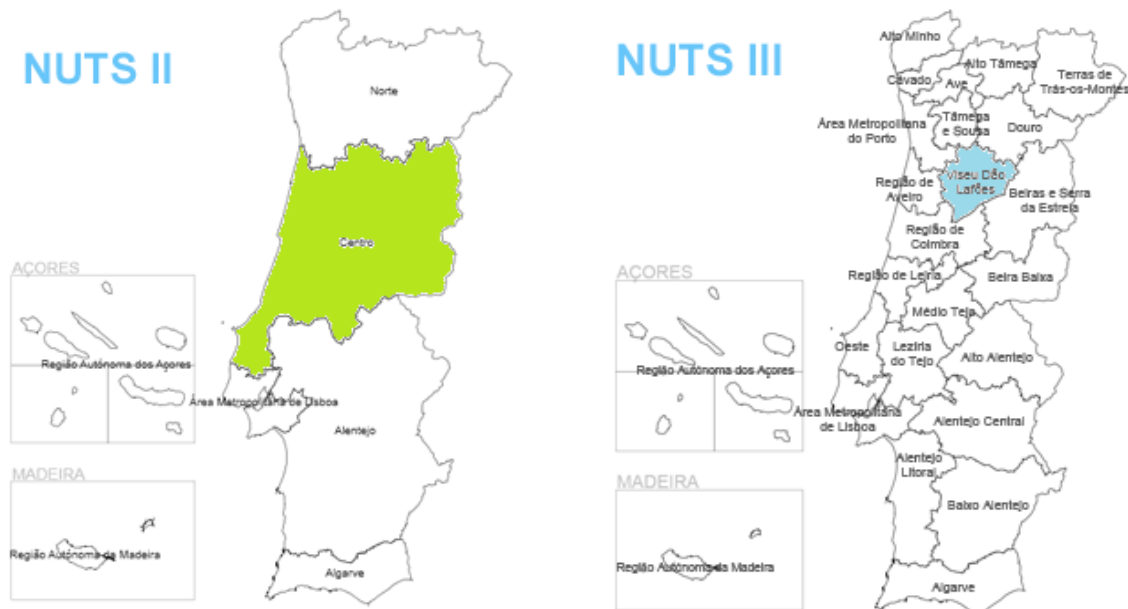 NUTS II
Norte
Centro
AÇORES
Região Autónoma dos Açores
Área Metropolitana de Lisboa
Alentejo
MADEIRA
Região Autónoma da Madeira
Algarve
NUTS III
Alto Minho
Alto Tâmega
Cávado
Ave
Terras de
Trás-os-Montes
Área Metropolitana
do Porto
Tâmega
e Sousa
Douro
Viseu Dão
Lafões
Região de
Aveiro
Beiras e Serra
da Estrela
Região de
Coimbra
AÇORES
Região de Leiria
Beira Baixa
Médio Tejo
Oeste
Lezíria
do Tejo
Alto Alentejo
Região Autónoma dos Açores
Área Metropolitana
de Lisboa
Alentejo Central
Alentejo
Litoral
MADEIRA
Baixo Alentejo
Região Autónoma da Madeira
Algarve